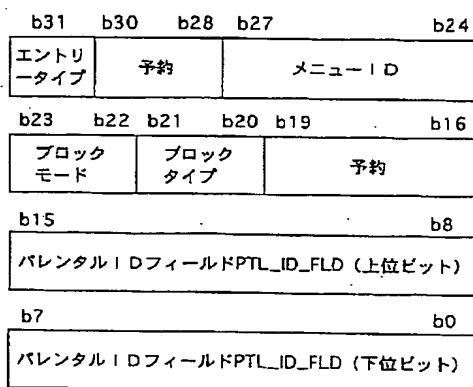 b31 b30 b28 b27 b24
エントリ
ータイプ
予約
メニューID
b23 b22 b21 b20 b19 b16
ブロック
モード
ブロック
タイプ
予約
b15 b8
パレンタルIDフィールドPTL_ID_FLD(上位ビット)
b7 b0
パレンタルIDフィールドPTL_ID_FLD(下位ビット)